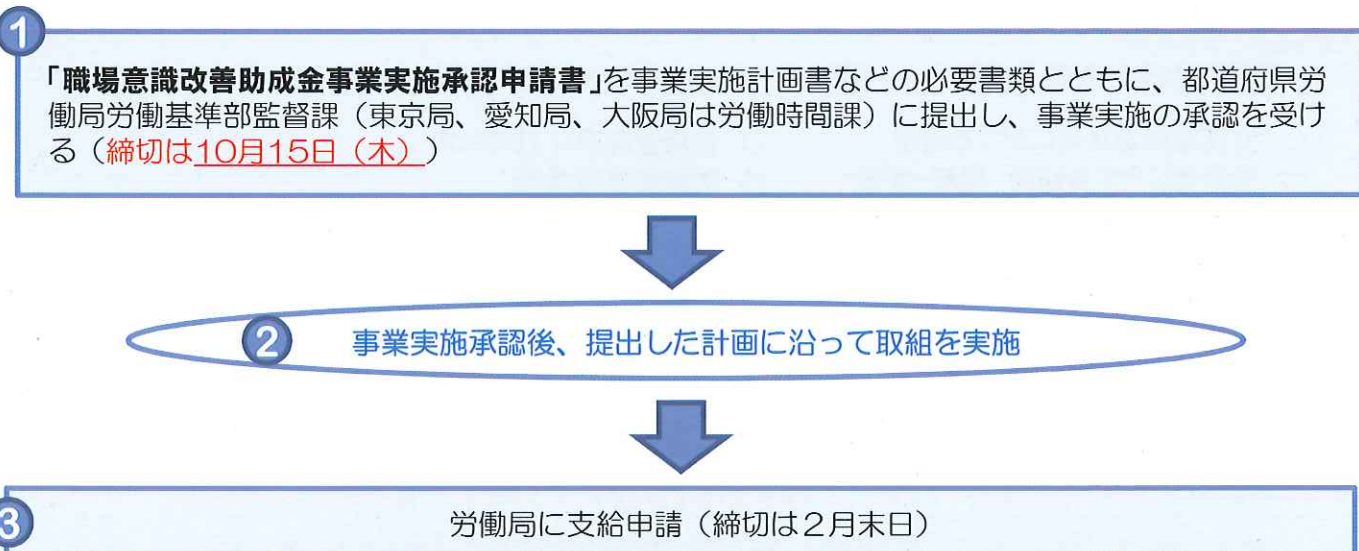 1
「職場意識改善助成金事業実施承認申請書」を事業実施計画書などの必要書類とともに、都道府県労
働局労働基準部監督課（東京局、愛知局、大阪局は労働時間課）に提出し、事業実施の承認を受け
る（締切は10月15日（木））
2 事業実施承認後、提出した計画に沿って取組を実施
3 労働局に支給申請（締切は２月末日）